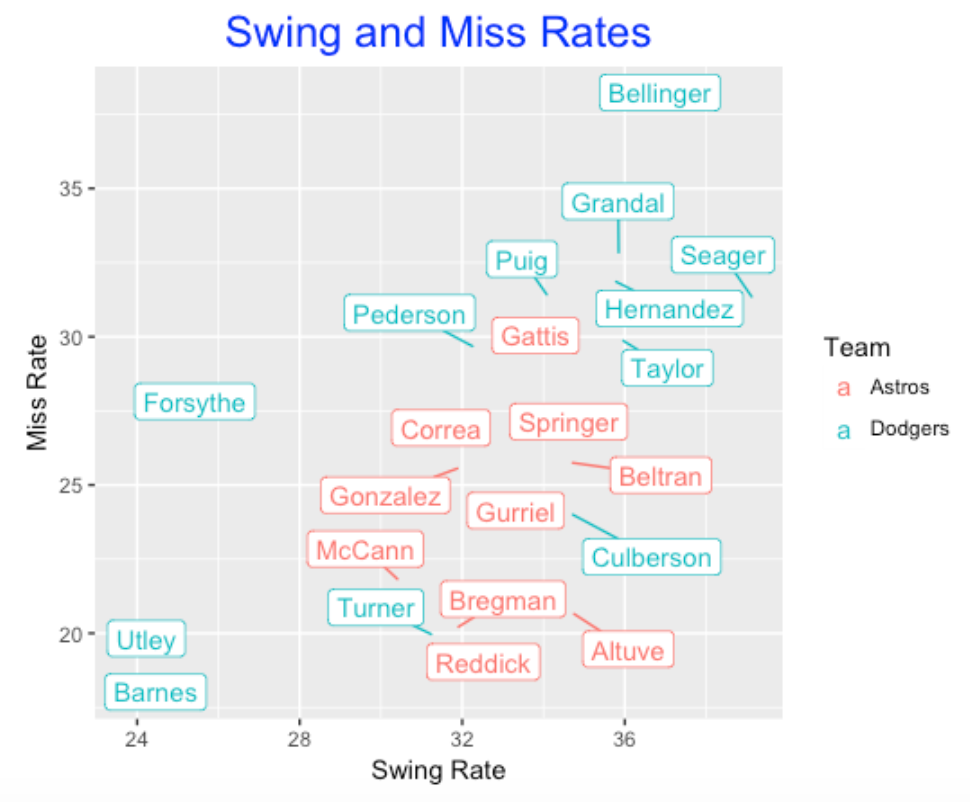 Swing and Miss Rates
Bellinger
35
Grandal
Seager
Puig
Hernandez
Pederson
30
Gattis
Taylor
Forsythe
Springer
Correa
Beltran
25
Gonzalez
Gurriel
Culberson
McCann
Bregman
Turner
20
Utley
Altuve
Reddick
Barnes
24 28 32 36
Swing Rate
Miss Rate
Team
a Astros
a Dodgers